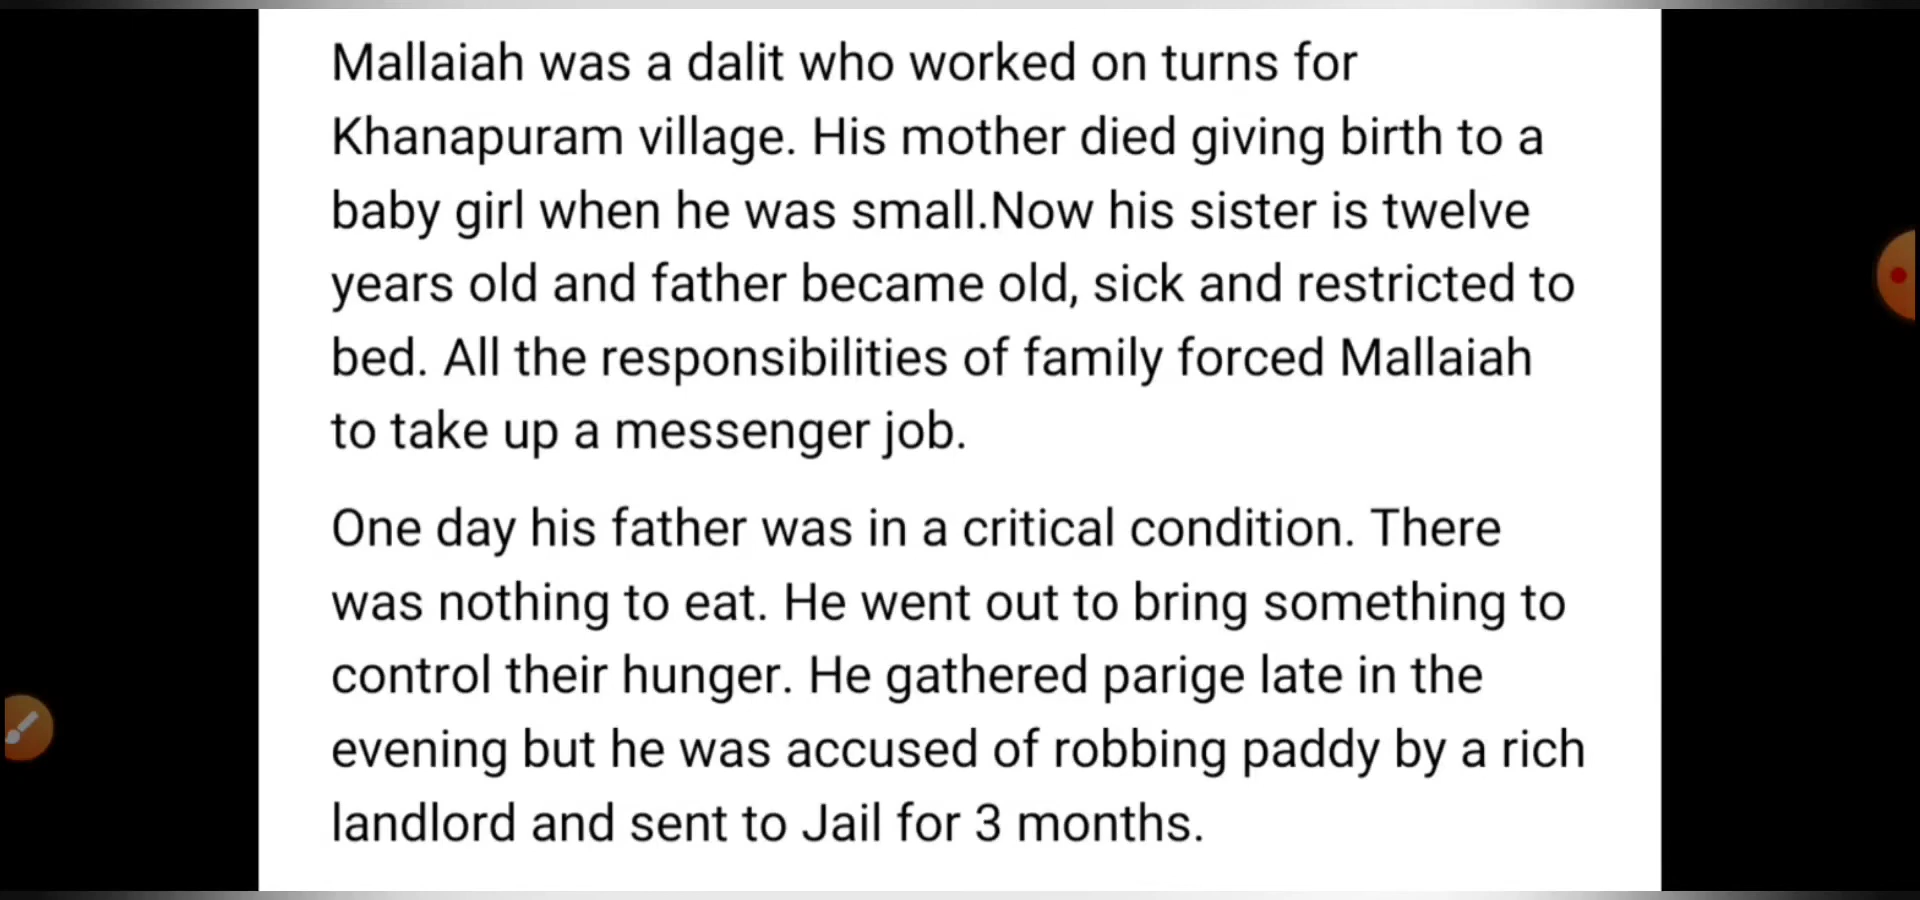 Mallaiah was a dalit who worked on turns for
Khanapuram village. His mother died giving birth to a
baby girl when he was small.Now his sister is twelve
years old and father became old, sick and restricted to
bed. All the responsibilities of family forced Mallaiah
to take up a messenger job.
One day his father was in a critical condition. There
was nothing to eat. He went out to bring something to
control their hunger. He gathered parige late in the
evening but he was accused of robbing paddy by a rich
landlord and sent to Jail for 3 months.